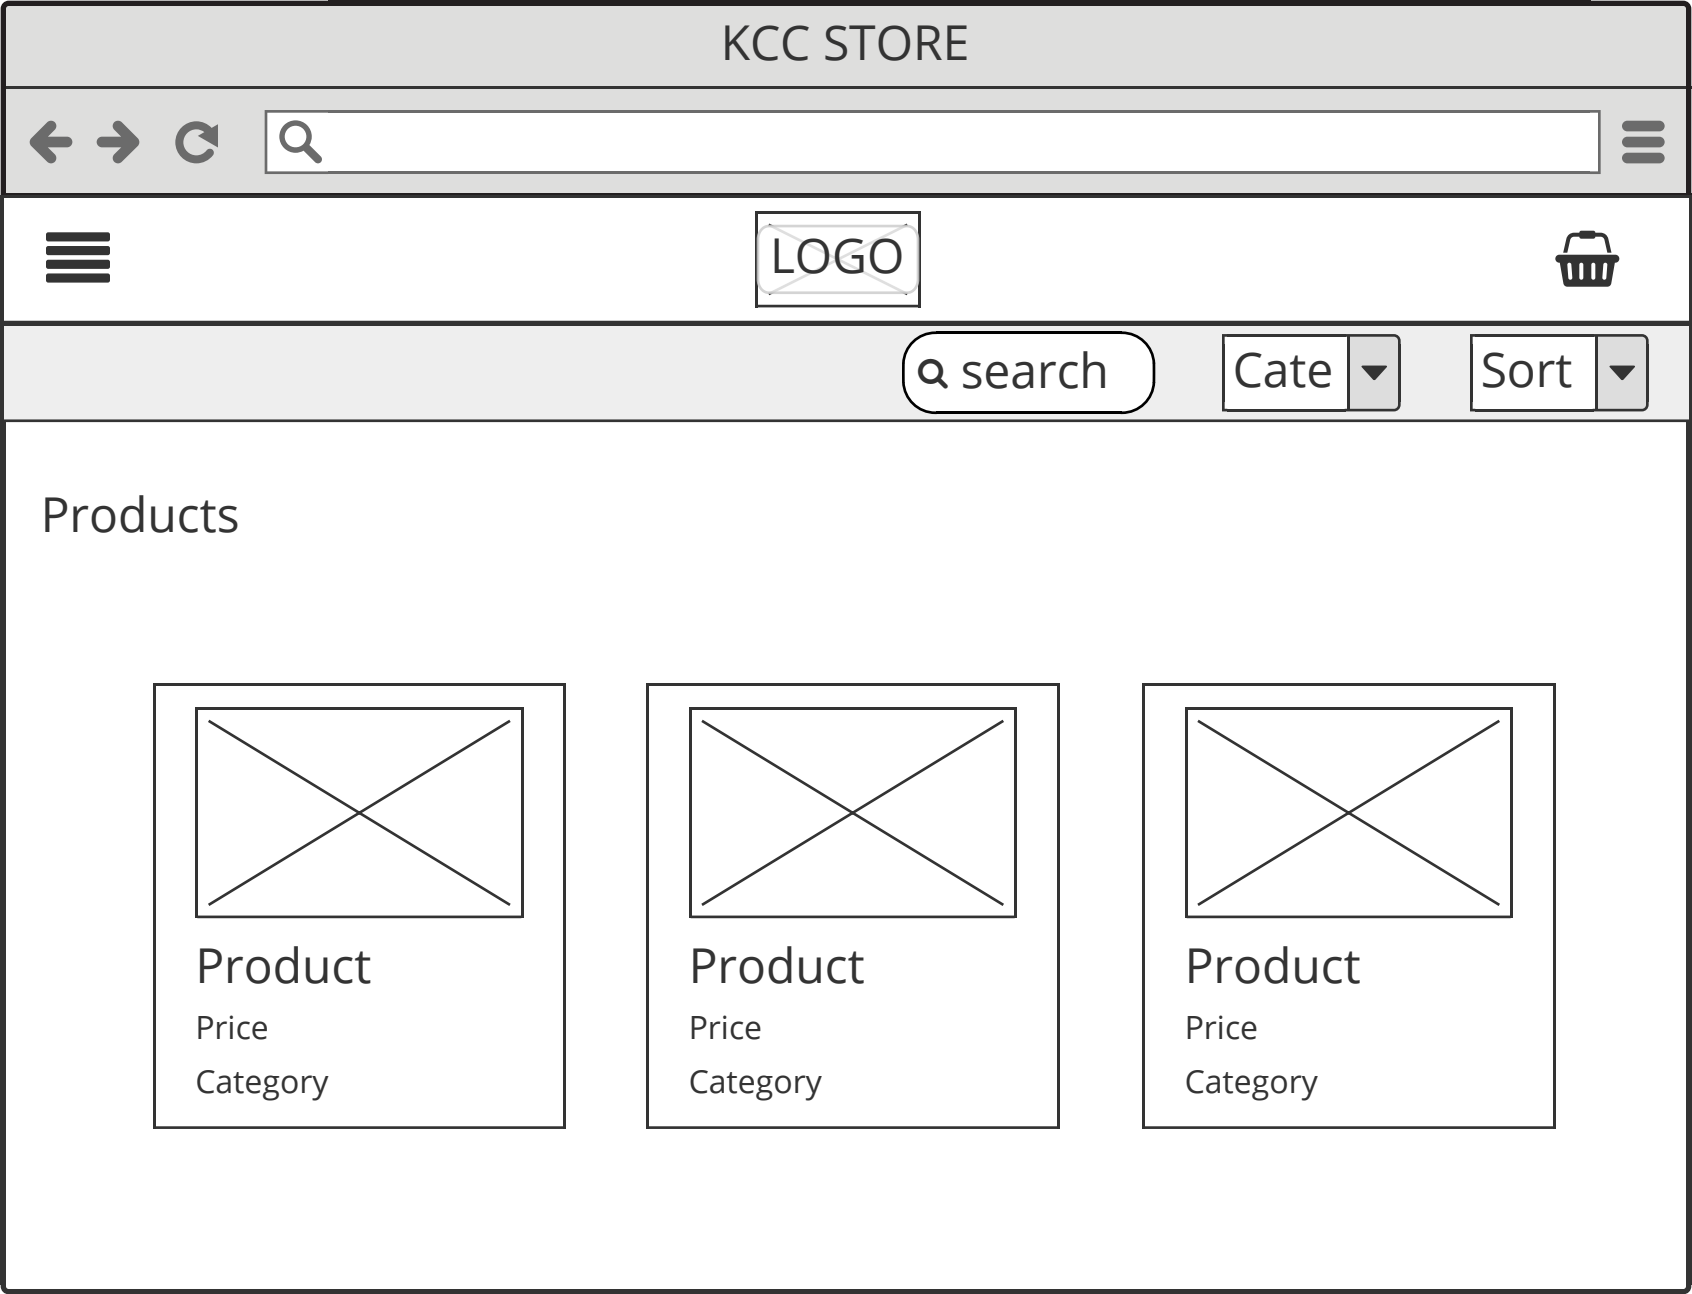 KCC STORE
LOGO
search Cate Sort
Products
Product Product Product
Price Price Price
Category Category Category